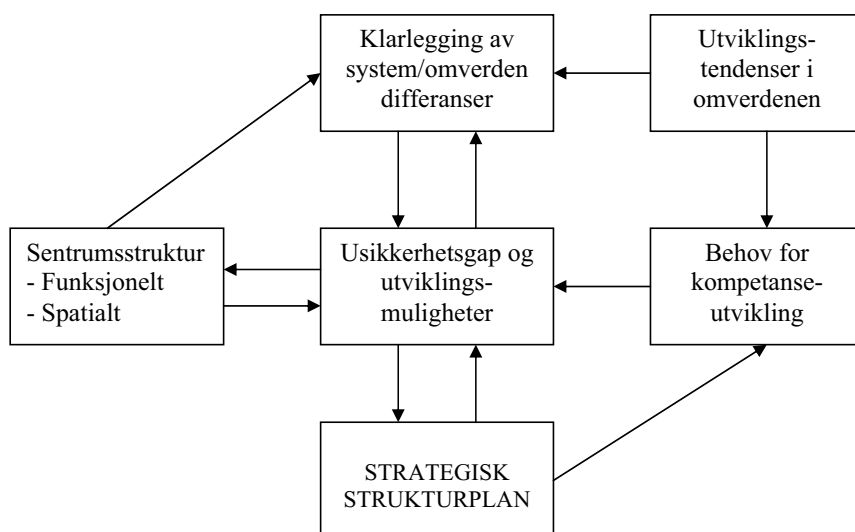 Klarlegging av
system/omverden
differanser
Utviklings-
tendenser i
omverdenen
Sentrumsstruktur
- Funksjonelt
- Spatialt
Usikkerhetsgap og
utviklings-
muligheter
Behov for
kompetanse-
utvikling
STRATEGISK
STRUKTURPLAN